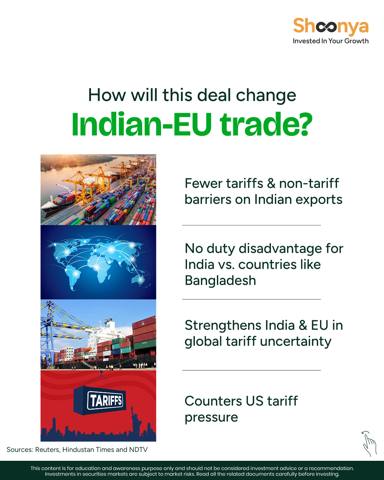 Shoonya
Invested In Your Growth
How will this deal change
Indian-EU trade?
Fewer tariffs & non-tariff
barriers on Indian exports
No duty disadvantage for
India vs. countries like
Bangladesh
Strengthens India & EU in
global tariff uncertainty
TARIFFS
Counters US tariff
pressure
Sources: Reuters, Hindustan Times and NDTV
This content is for education and awareness purpose only and should not be considered investment advice or a recommendation.
Investments in securities markets are subject to market risks. Read all the related documents carefully before investing.